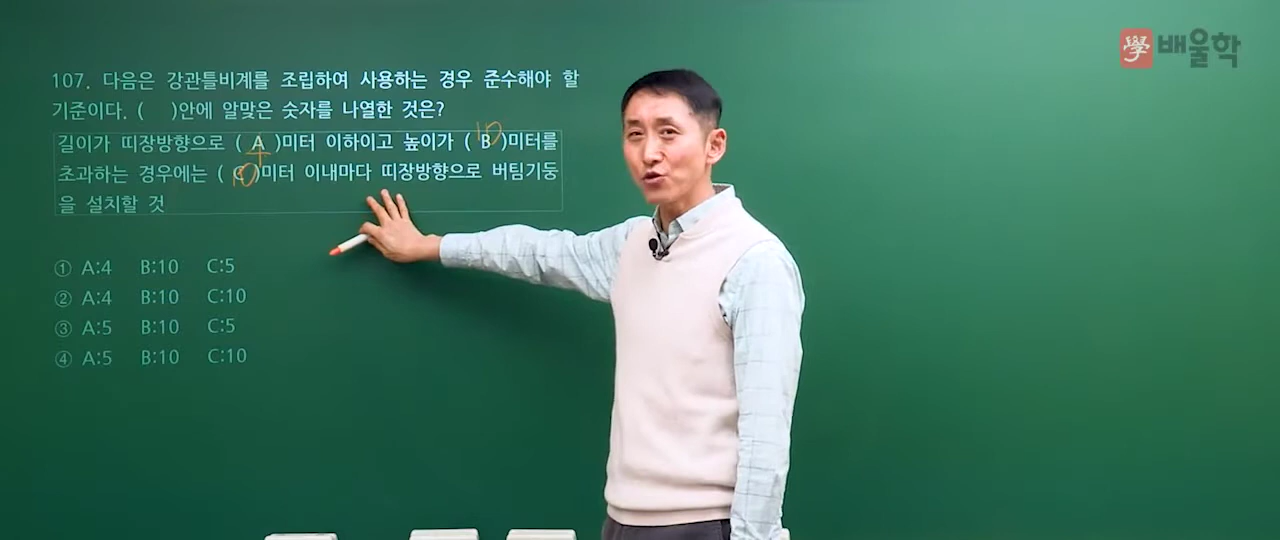 學 배울학
107. 다음은 강관틀비계를 조립하여 사용하는 경우 준수해야 할
기준이다. ( )안에 알맞은 숫자를 나열한 것은?
길이가 띠장방향으로 ( A )미터 이하이고 높이가 ( B )미터를
초과하는 경우에는 ( C )미터 이내마다 띠장방향으로 버팀기둥
을 설치할 것
4 10 10
① A:4 B:10 C:5
② A:4 B:10 C:10
③ A:5 B:10 C:5
④ A:5 B:10 C:10